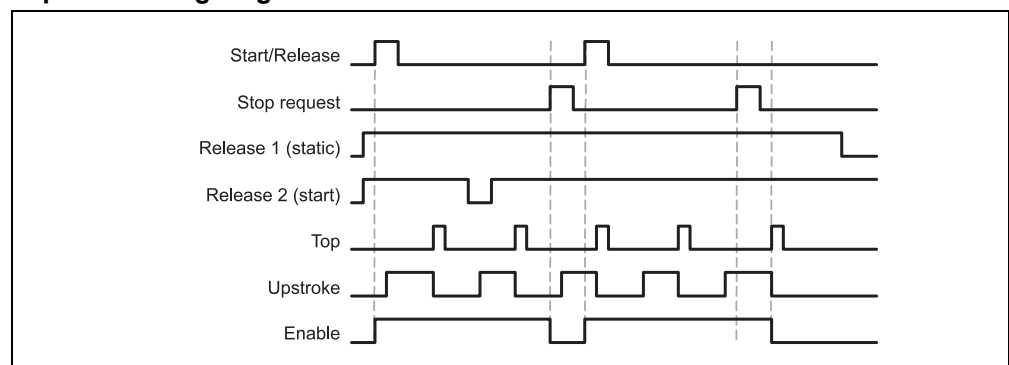 Start/Release
Stop request
Release 1 (static)
Release 2 (start)
Top
Upstroke
Enable